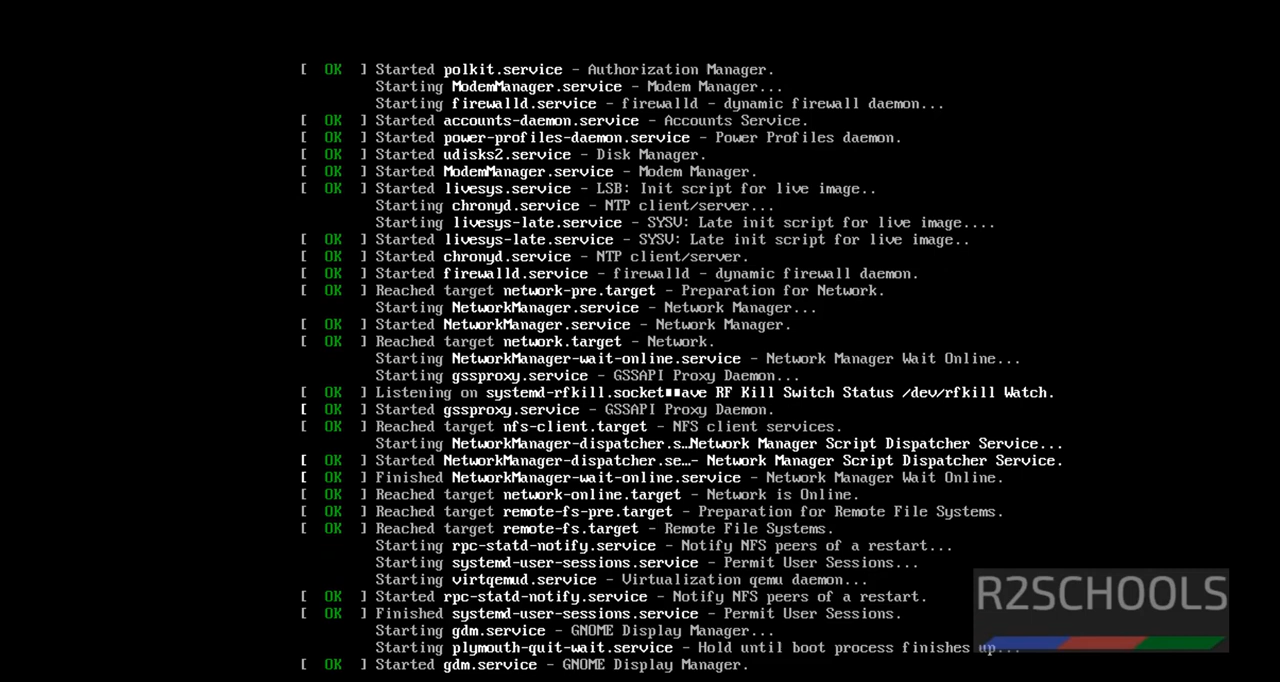 [  OK  ] Started polkit.service - Authorization Manager.
Starting ModemManager.service - Modem Manager...
Starting firewalld.service - firewalld - dynamic firewall daemon...
[  OK  ] Started accounts-daemon.service - Accounts Service.
[  OK  ] Started power-profiles-daemon.service - Power Profiles daemon.
[  OK  ] Started udisks2.service - Disk Manager.
[  OK  ] Started ModemManager.service - Modem Manager.
[  OK  ] Started livesys.service - LSB: Init script for live image..
Starting chronyd.service - NTP client/server...
Starting livesys-late.service - SYSV: Late init script for live image....
[  OK  ] Started livesys-late.service - SYSV: Late init script for live image..
[  OK  ] Started chronyd.service - NTP client/server.
[  OK  ] Started firewalld.service - firewalld - dynamic firewall daemon.
[  OK  ] Reached target network-pre.target - Preparation for Network.
Starting NetworkManager.service - Network Manager...
[  OK  ] Started NetworkManager.service - Network Manager.
[  OK  ] Reached target network.target - Network.
Starting NetworkManager-wait-online.service - Network Manager Wait Online...
Starting gssproxy.service - GSSAPI Proxy Daemon...
[  OK  ] Listening on systemd-rfkill.socket■■ave RF Kill Switch Status /dev/rfkill Watch.
[  OK  ] Started gssproxy.service - GSSAPI Proxy Daemon.
[  OK  ] Reached target nfs-client.target - NFS client services.
Starting NetworkManager-dispatcher.s…Network Manager Script Dispatcher Service...
[  OK  ] Started NetworkManager-dispatcher.se…- Network Manager Script Dispatcher Service.
[  OK  ] Finished NetworkManager-wait-online.service - Network Manager Wait Online.
[  OK  ] Reached target network-online.target - Network is Online.
[  OK  ] Reached target remote-fs-pre.target - Preparation for Remote File Systems.
[  OK  ] Reached target remote-fs.target - Remote File Systems.
Starting rpc-statd-notify.service - Notify NFS peers of a restart...
Starting systemd-user-sessions.service - Permit User Sessions...
Starting virtqemud.service - Virtualization qemu daemon...
[  OK  ] Started rpc-statd-notify.service - Notify NFS peers of a restart.
[  OK  ] Finished systemd-user-sessions.service - Permit User Sessions.
Starting gdm.service - GNOME Display Manager...
Starting plymouth-quit-wait.service - Hold until boot process finishes up...
[  OK  ] Started gdm.service - GNOME Display Manager.
R2SCHOOLS